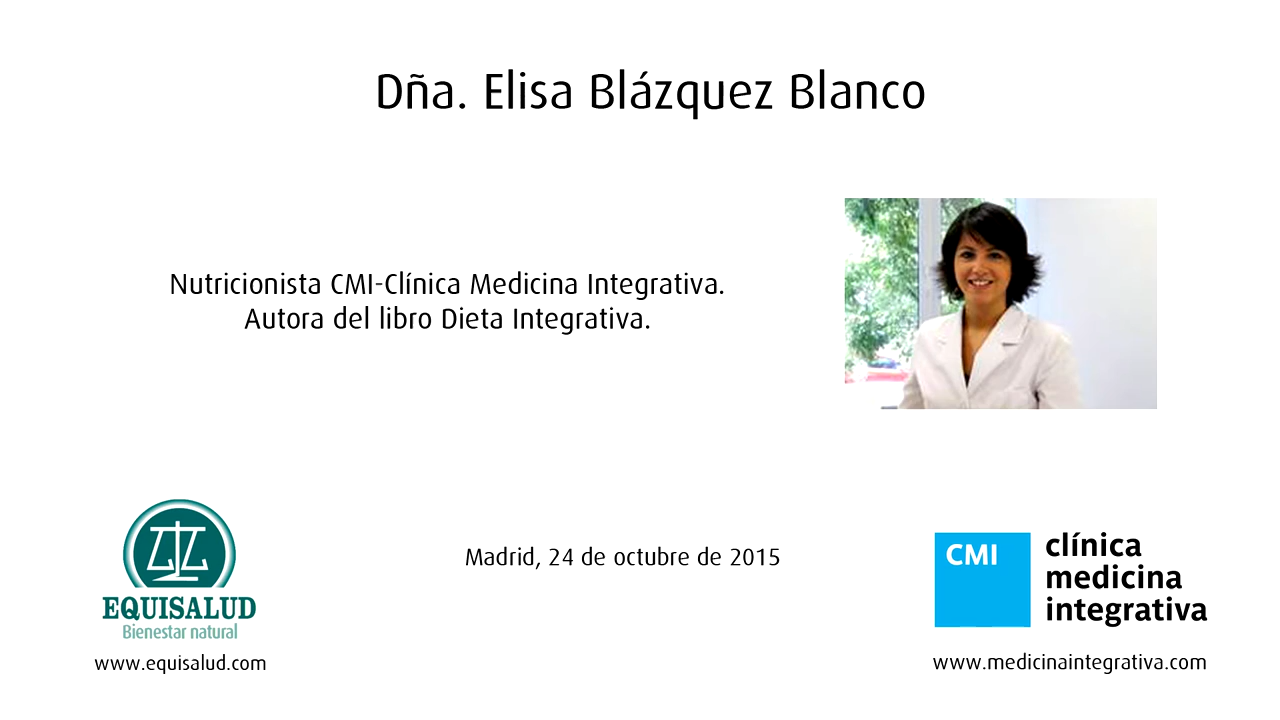 Dña. Elisa Blázquez Blanco
Nutricionista CMI-Clínica Medicina Integrativa.
Autora del libro Dieta Integrativa.
Madrid, 24 de octubre de 2015
EQUISALUD
Bienestar natural
www.equisalud.com
CMI
clínica
medicina
integrativa
www.medicinaintegrativa.com